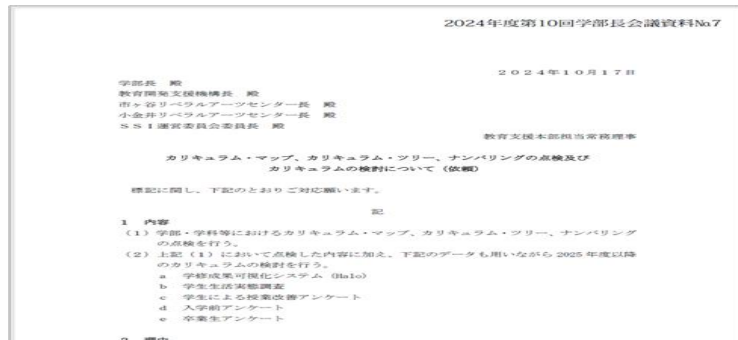 2024年度第10回学部長会議資料No.7
2024年10月17日
学部長 殿
教育開発支援機構長 殿
市ヶ谷リベラルアーツセンター長 殿
小金井リベラルアーツセンター長 殿
SSI運営委員会委員長 殿
教育支援本部担当常務理事
カリキュラム・マップ、カリキュラム・ツリー、ナンバリングの点検及び
カリキュラムの検討について(依頼)
標記に関し、下記のとおりご対応願います。
記
1 内容
(1)学部・学科等におけるカリキュラム・マップ、カリキュラム・ツリー、ナンバリング
の点検を行う。
(2)上記(1)において点検した内容に加え、下記のデータも用いながら2025年度以降
のカリキュラムの検討を行う。
a 学修成果可視化システム(Halo)
b 学生生活実態調査
c 学生による授業改善アンケート
d 入学前アンケート
e 卒業生アンケート